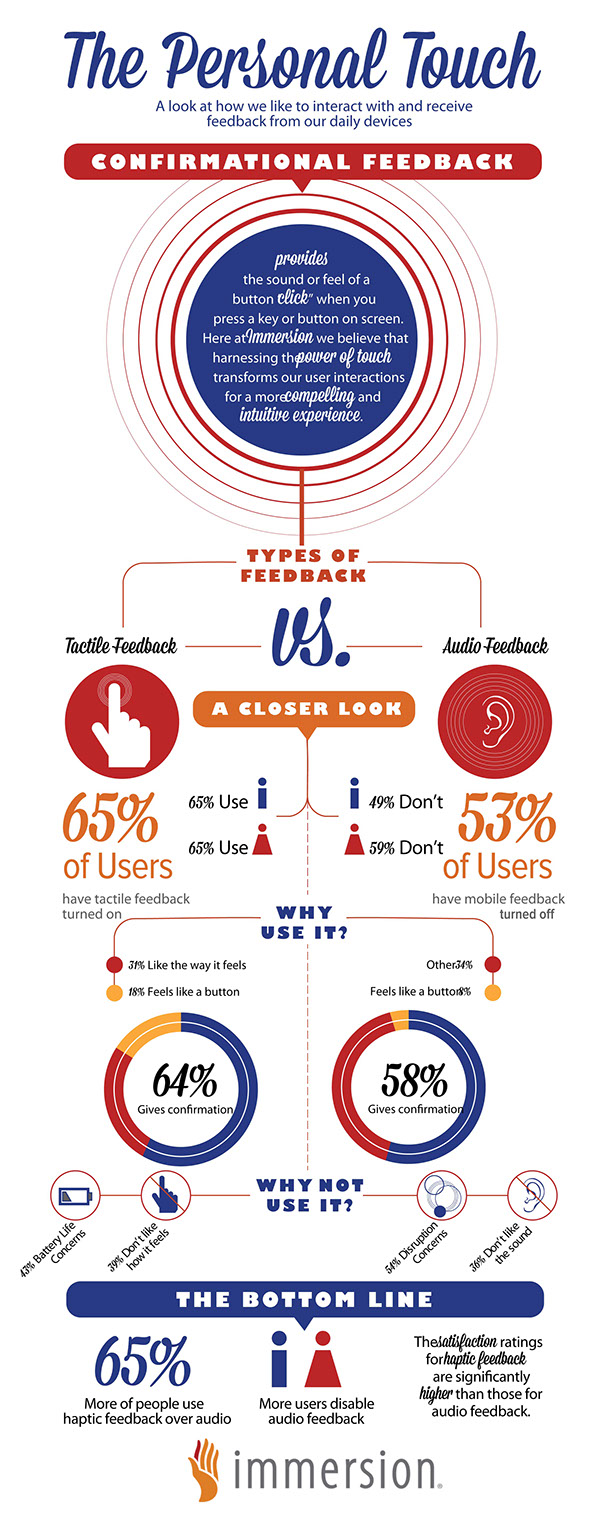 The Personal Touch
A look at how we like to interact with and receive
feedback from our daily devices
CONFIRMATIONAL FEEDBACK
provides
the sound or feel of a
button click" when you
press a key or button on screen.
Here at Immersion we believe that
harnessing the power of touch
transforms our user interactions
for a more compelling and
intuitive experience.
TYPES OF
FEEDBACK
vs.
Tactile Feedback
Audio Feedback
A CLOSER LOOK
65%
of Users
have tactile feedback
turned on
65% Use
65% Use
49% Don't
59% Don't
53%
of Users
have mobile feedback
turned off
WHY
USE IT?
31% Like the way it feels
18% Feels like a button
64%
Gives confirmation
Other 34%
Feels like a button 8%
58%
Gives confirmation
WHY NOT
USE IT?
43% Battery Life
Concerns
39% Don't like
how it feels
54% Disruption
Concerns
36% Don't like
the sound
THE BOTTOM LINE
65%
More of people use
haptic feedback over audio
More users disable
audio feedback
The satisfaction ratings
for haptic feedback
are significantly
higher than those for
audio feedback.
immersion.